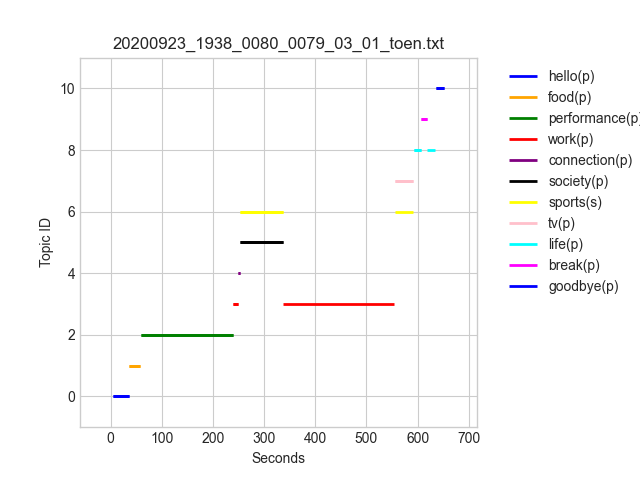 20200923_1938_0080_0079_03_01_toen.txt
10
8
6
4
2
0
Topic ID
0 100 200 300 400 500 600 700
Seconds
hello(p)
food(p)
performance(p)
work(p)
connection(p)
society(p)
sports(s)
tv(p)
life(p)
break(p)
goodbye(p)